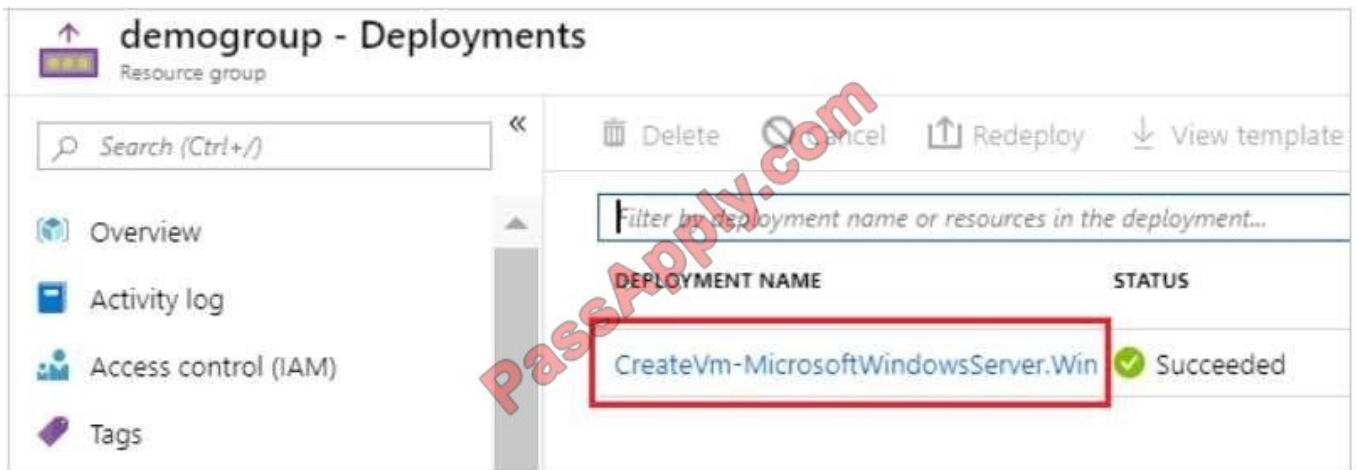 demogroup - Deployments
Resource group
Search (Ctrl+/)
«
Overview
Activity log
Access control (IAM)
Tags
Delete
Cancel
Redeploy
View template
Filter by deployment name or resources in the deployment...
DEPLOYMENT NAME
STATUS
CreateVm-MicrosoftWindowsServer.Win
Succeeded
PassApply.com